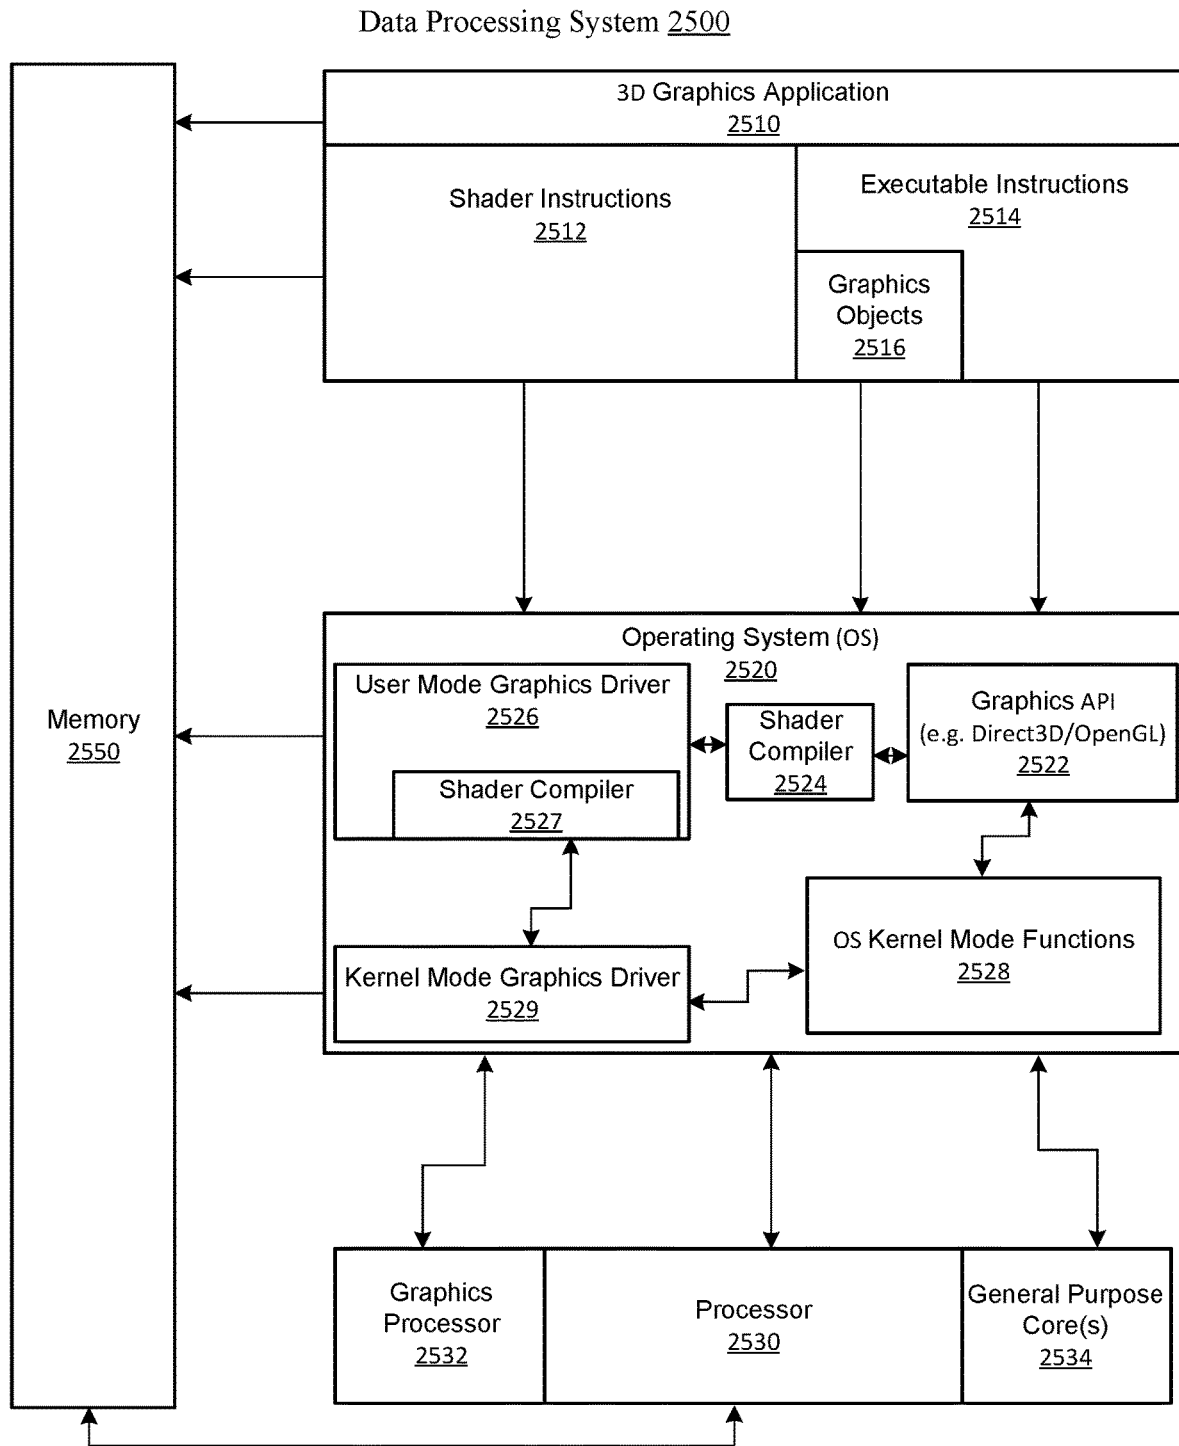 Data Processing System 2500
3D Graphics Application
2510
Shader Instructions
2512
Executable Instructions
2514
Graphics
Objects
2516
Memory
2550
Operating System (OS)
2520
User Mode Graphics Driver
2526
Shader Compiler
2527
Shader
Compiler
2524
Graphics API
(e.g. Direct3D/OpenGL)
2522
Kernel Mode Graphics Driver
2529
OS Kernel Mode Functions
2528
Graphics
Processor
2532
Processor
2530
General Purpose
Core(s)
2534